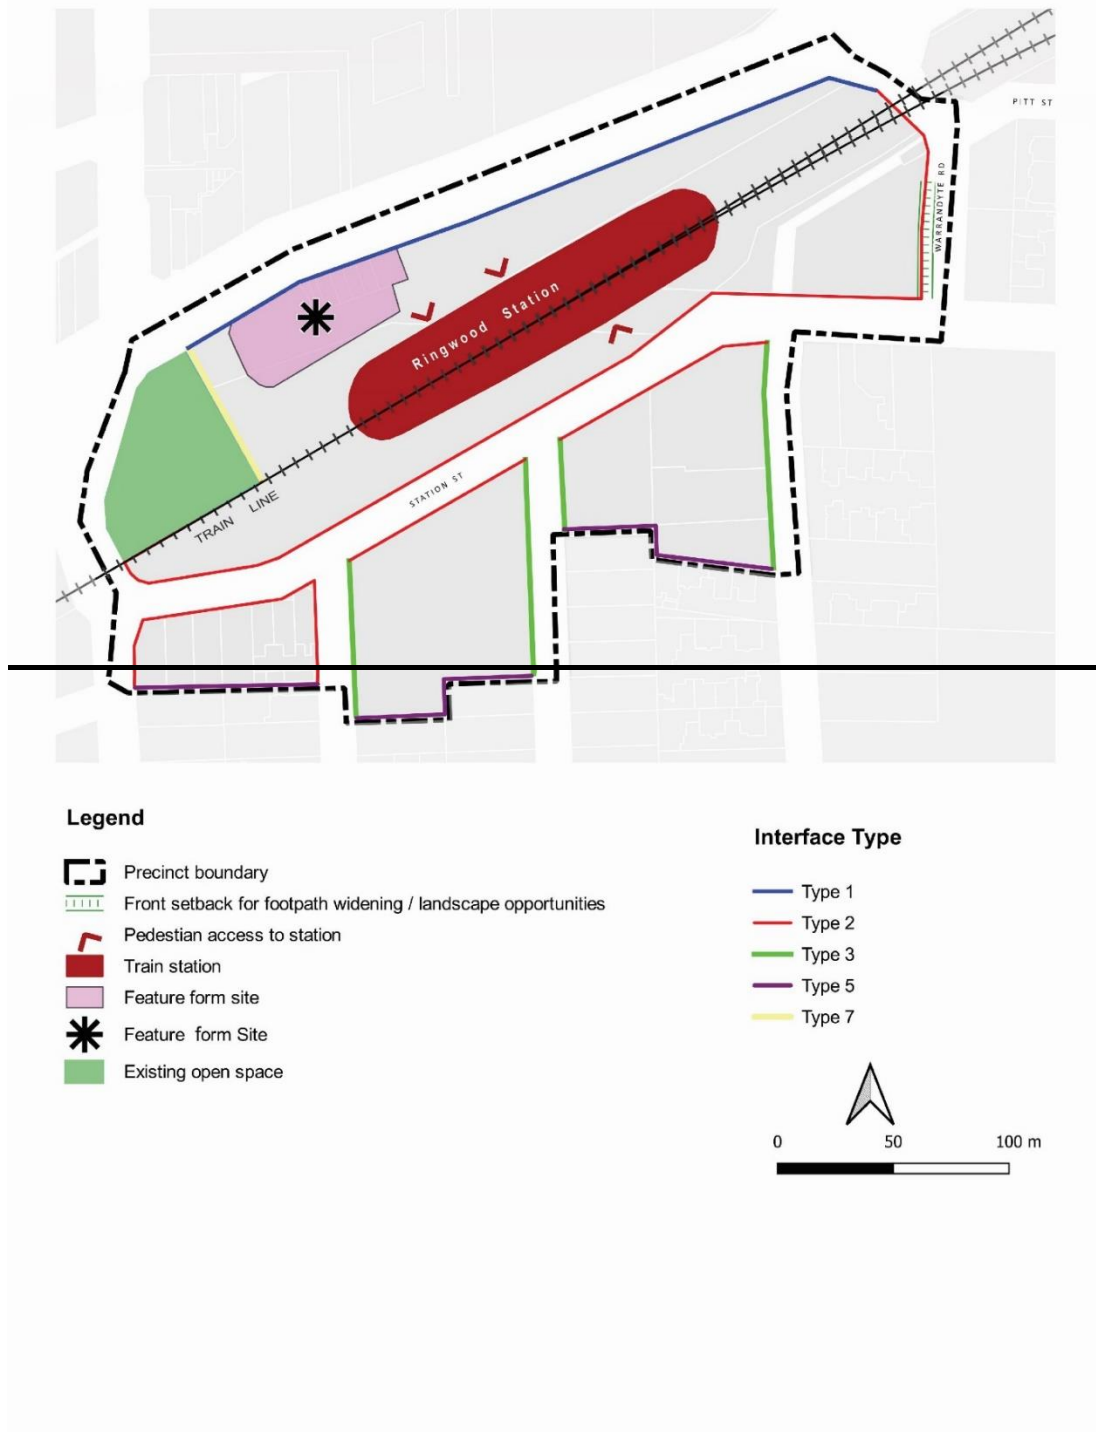 PITT ST
WARRANDYTE RD
Ringwood Station
STATION ST
TRAIN LINE
Legend
Precinct boundary
Front setback for footpath widening / landscape opportunities
Pedestian access to station
Train station
Feature form site
Feature form Site
Existing open space
Interface Type
Type 1
Type 2
Type 3
Type 5
Type 7
0 50 100 m